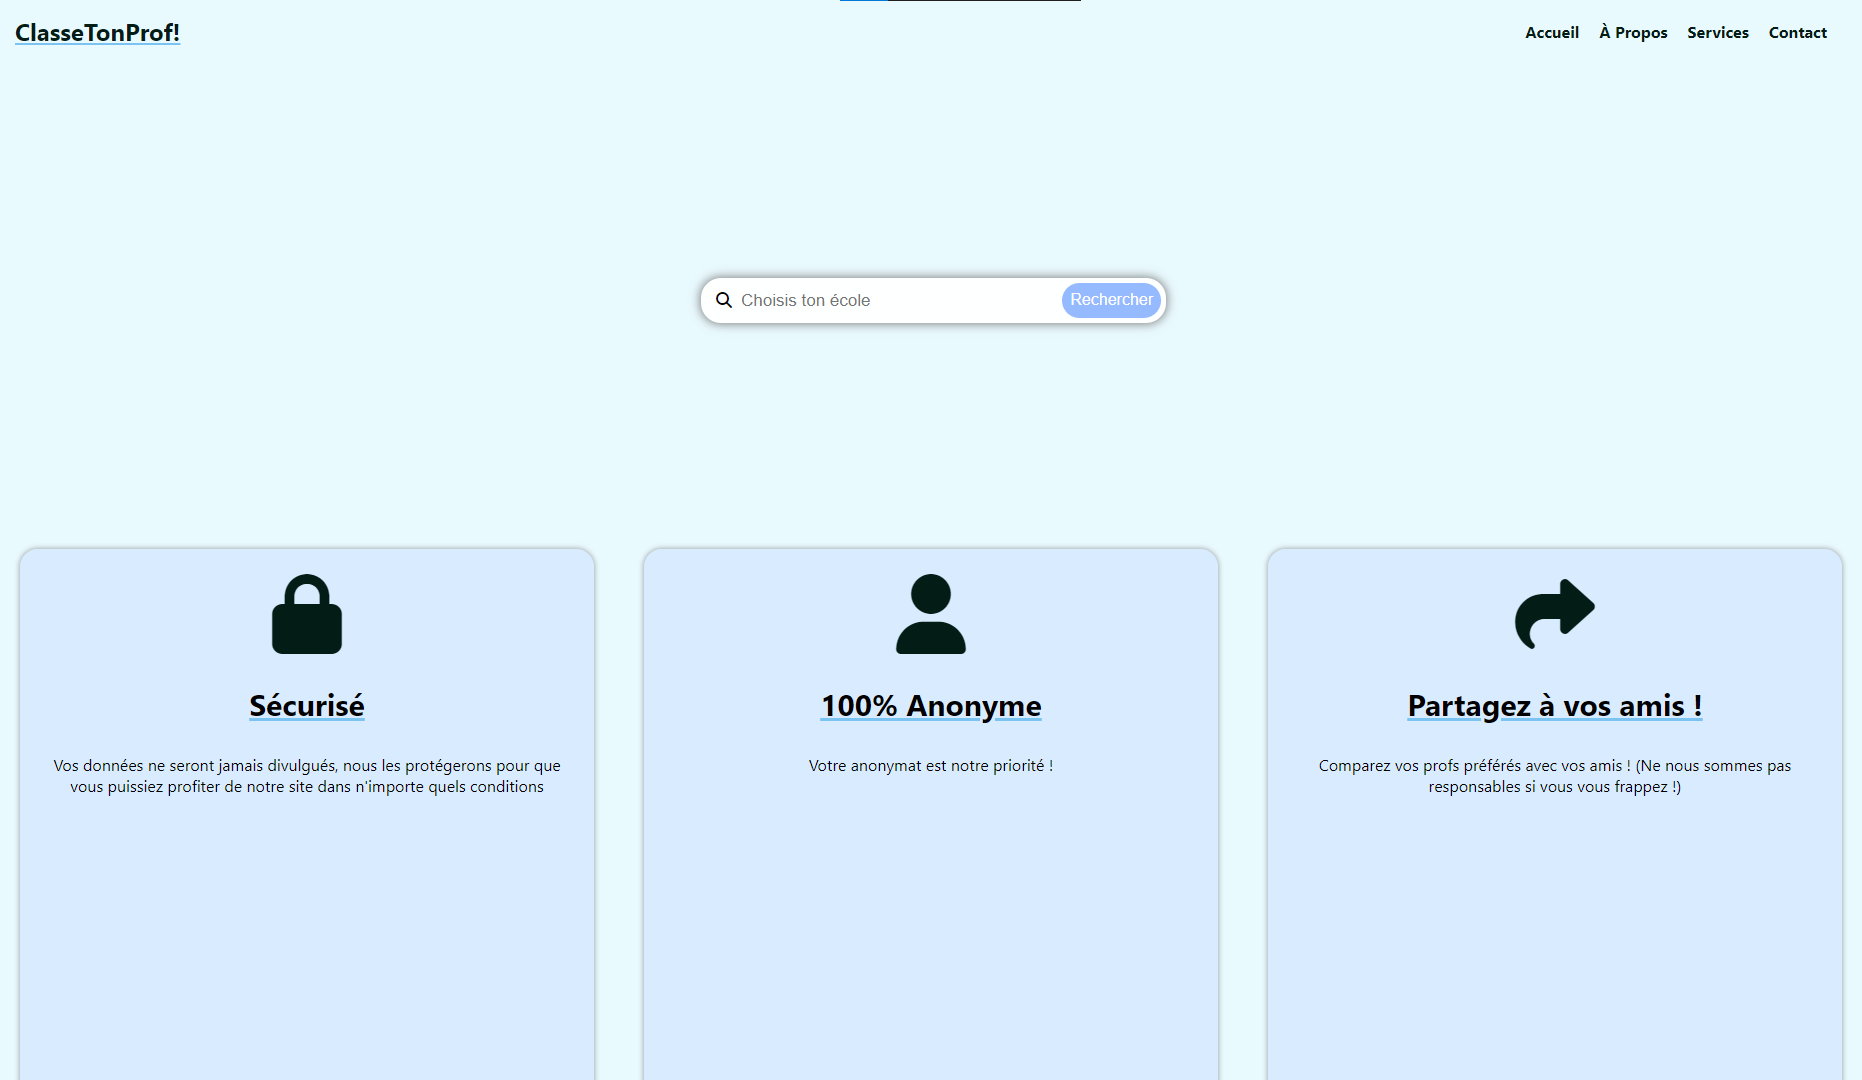 ClasseTonProf!
Accueil À Propos Services Contact
Choisis ton école Rechercher
Sécurisé
Vos données ne seront jamais divulgués, nous les protégerons pour que
vous puissiez profiter de notre site dans n'importe quels conditions
100% Anonyme
Votre anonymat est notre priorité !
Partagez à vos amis !
Comparez vos profs préférés avec vos amis ! (Ne nous sommes pas
responsables si vous vous frappez !)